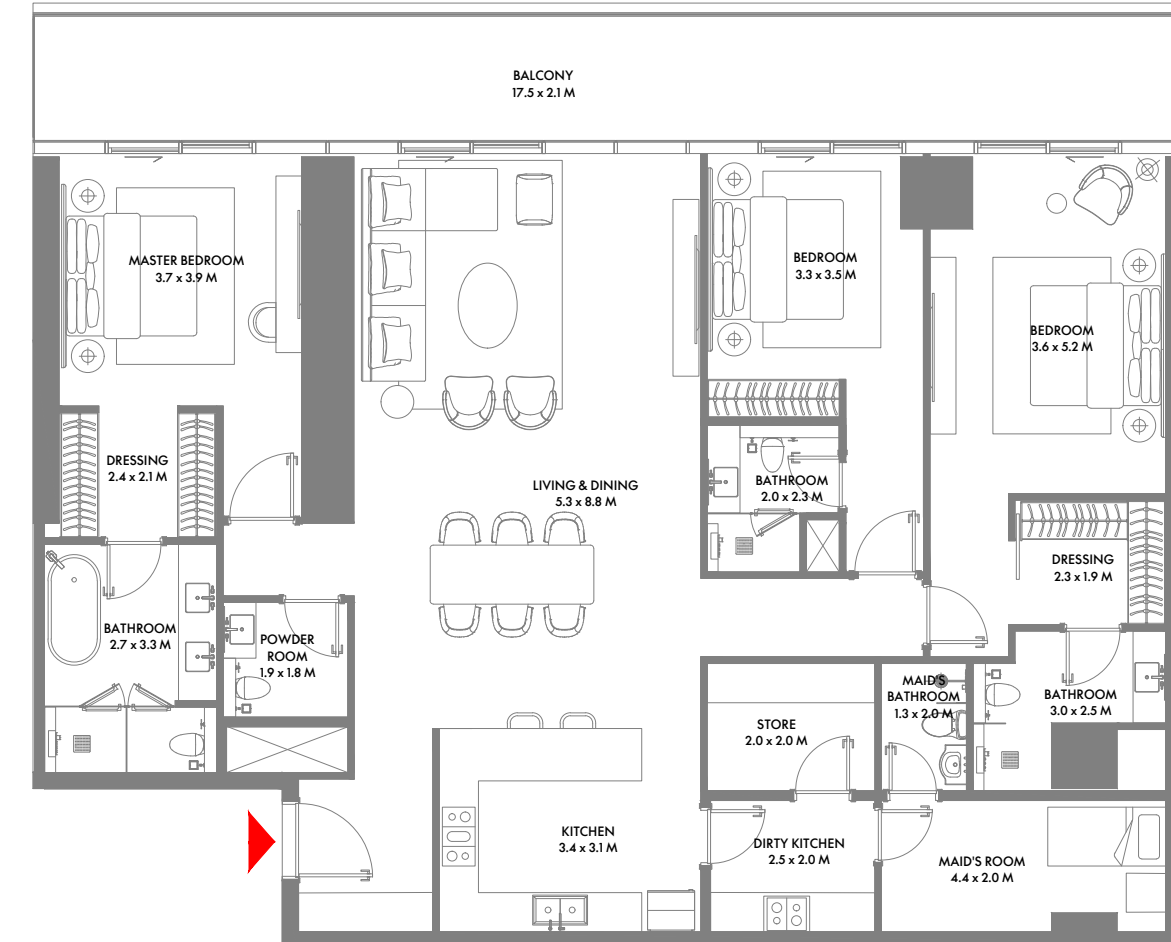 BALCONY
17.5 x 2.1 M
MASTER BEDROOM
3.7 x 3.9 M
BEDROOM
3.3 x 3.5 M
BEDROOM
3.6 x 5.2 M
DRESSING
2.4 x 2.1 M
LIVING & DINING
5.3 x 8.8 M
BATHROOM
2.0 x 2.3 M
DRESSING
2.3 x 1.9 M
BATHROOM
2.7 x 3.3 M
POWDER
ROOM
1.9 x 1.8 M
MAID'S
BATHROOM
1.3 x 2.0 M
BATHROOM
3.0 x 2.5 M
STORE
2.0 x 2.0 M
KITCHEN
3.4 x 3.1 M
DIRTY KITCHEN
2.5 x 2.0 M
MAID'S ROOM
4.4 x 2.0 M